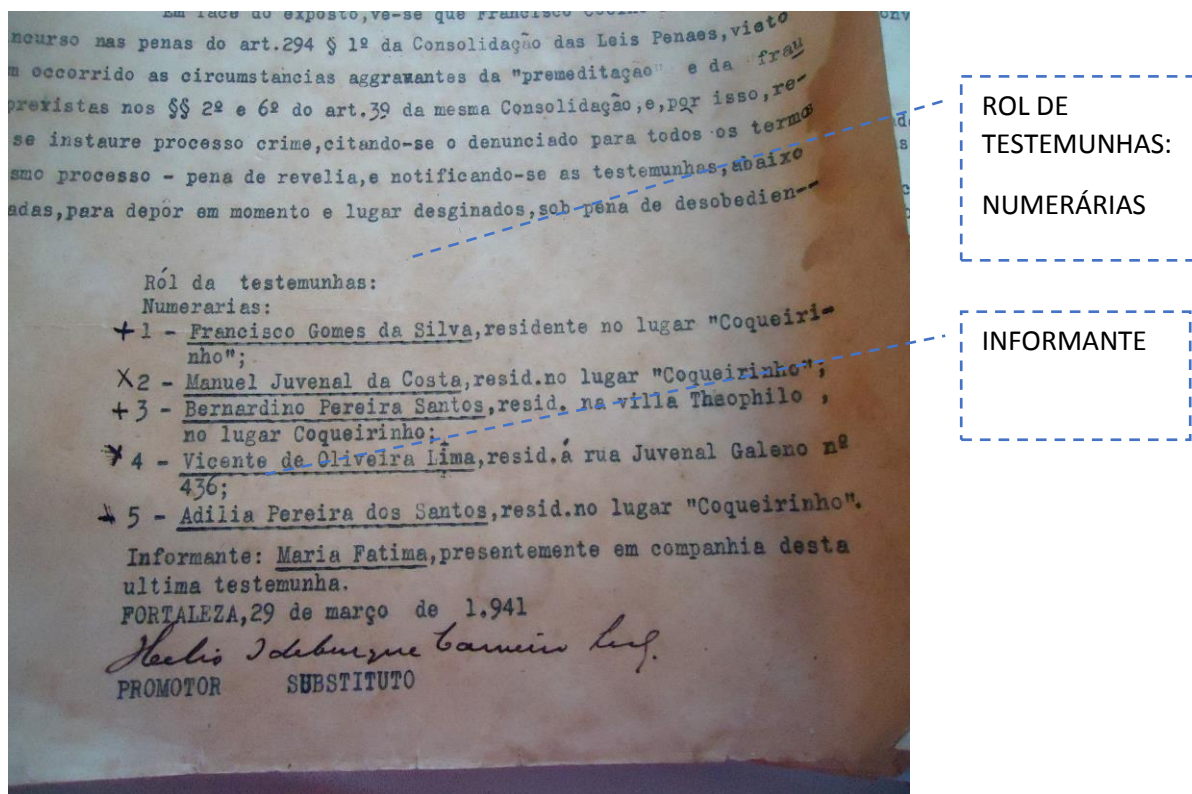 Em face do exposto,vê-se que Francisco
ncurso nas penas do art.294 § 1º da Consolidação das Leis Penaes,visto
m occorrido as circumstancias aggravantes da "premeditação" e da "frau
prexistas nos §§ 2º e 6º do art.39 da mesma Consolidação,e,por isso,re-
se instaure processo crime,citando-se o denunciado para todos os termos
smo processo - pena de revelia,e notificando-se as testemunhas,abaixo
adas,para depôr em momento e lugar desginados,sob pena de desobedien--
Ról da testemunhas:
Numerarias:
+ 1 - Francisco Gomes da Silva,residente no lugar "Coqueiri-
nho";
X 2 - Manuel Juvenal da Costa,resid.no lugar "Coqueirinho";
+ 3 - Bernardino Pereira Santos,resid. na villa Theophilo ,
no lugar Coqueirinho;
4 - Vicente de Oliveira Lima,resid.á rua Juvenal Galeno nº
436;
5 - Adilia Pereira dos Santos,resid.no lugar "Coqueirinho".
Informante: Maria Fatima,presentemente em companhia desta
ultima testemunha.
FORTALEZA,29 de março de 1.941
Helio Carneiro
PROMOTOR SUBSTITUTO
ROL DE
TESTEMUNHAS:
NUMERÁRIAS
INFORMANTE